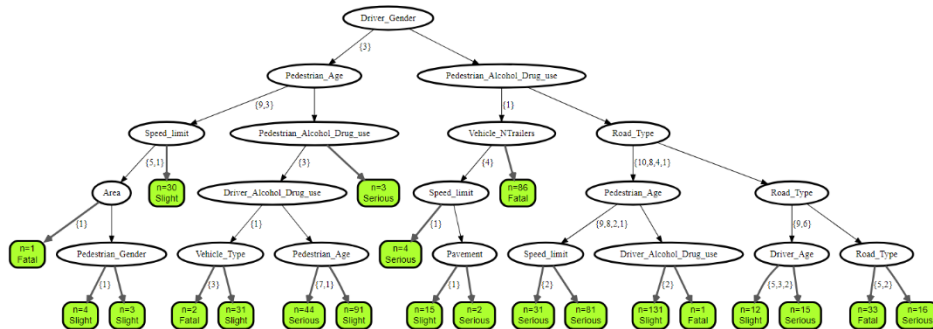 Driver_Gender
{3}
Pedestrian_Age
Pedestrian_Alcohol_Drug_use
{9,3}
{1}
Speed_limit
Pedestrian_Alcohol_Drug_use
Vehicle_NTrailers
Road_Type
{5,1}
{3}
{4}
{10,8,4,1}
Area
n=30
Slight
Driver_Alcohol_Drug_use
n=3
Serious
Speed_limit
n=86
Fatal
Pedestrian_Age
Road_Type
{1}
{1}
{1}
{9,8,2,1}
{9,6}
n=1
Fatal
Pedestrian_Gender
Vehicle_Type
Pedestrian_Age
n=4
Serious
Pavement
Speed_limit
Driver_Alcohol_Drug_use
Driver_Age
Road_Type
{1}
{3}
{7,1}
{1}
{2}
{2}
{5,3,2}
{5,2}
n=4
Slight
n=3
Slight
n=2
Fatal
n=31
Slight
n=44
Serious
n=91
Slight
n=15
Slight
n=2
Serious
n=31
Serious
n=81
Serious
n=131
Slight
n=1
Fatal
n=12
Slight
n=15
Serious
n=33
Fatal
n=16
Serious